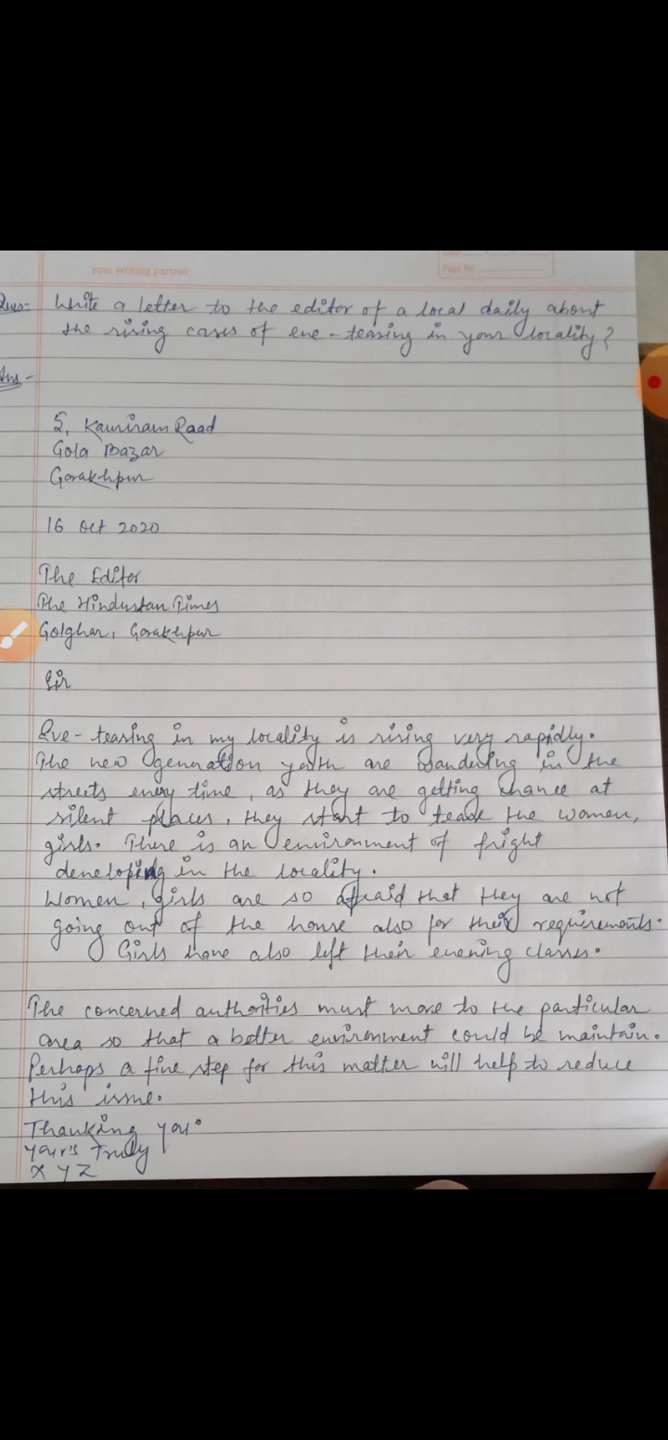 your writing partner
Page No.
Ques- Write a letter to the editor of a local daily about
the rising cases of eve-teasing in your locality?
Ans-
5, Kauriram Road
Gola Bazar
Gorakhpur
16 Oct 2020
The Editor
The Hindustan Times
Golghar, Gorakhpur
Sir
Eve-teasing in my locality is rising very rapidly.
The new generation youth are wandering in the
streets every time, as they are getting chance at
silent places, they start to tease the women,
girls. There is an environment of fright
developing in the locality.
Women, girls are so afraid that they are not
going out of the house also for their requirements.
Girls have also left their evening classes.
The concerned authorities must move to the particular
area so that a better environment could be maintain.
Perhaps a fine step for this matter will help to reduce
this issue.
Thanking you.
Your's Truly
X Y Z